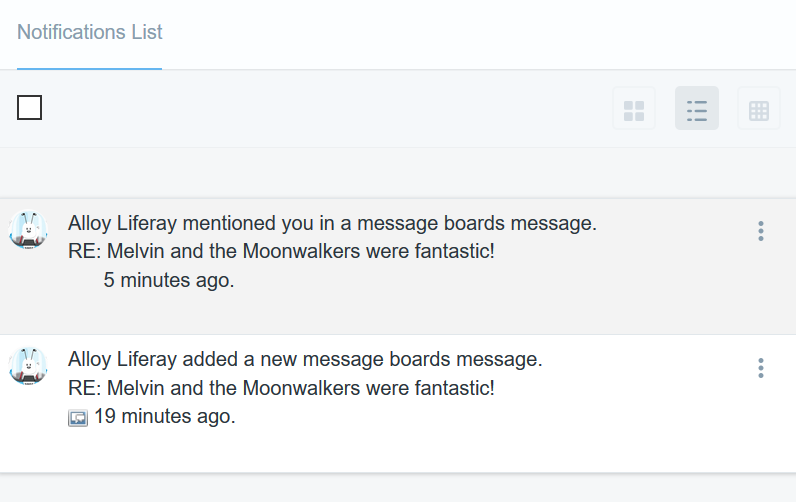 Notifications List
Alloy Liferay mentioned you in a message boards message.
RE: Melvin and the Moonwalkers were fantastic!
5 minutes ago.
Alloy Liferay added a new message boards message.
RE: Melvin and the Moonwalkers were fantastic!
19 minutes ago.